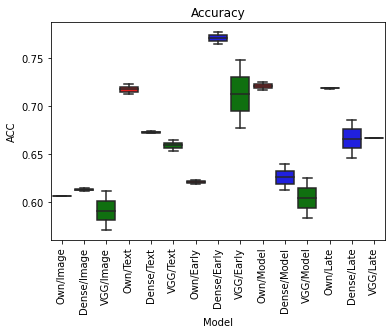 Accuracy
ACC
0.75
0.70
0.65
0.60
Own/Image
Dense/Image
VGG/Image
Own/Text
Dense/Text
VGG/Text
Own/Early
Dense/Early
VGG/Early
Own/Model
Dense/Model
VGG/Model
Own/Late
Dense/Late
VGG/Late
Model